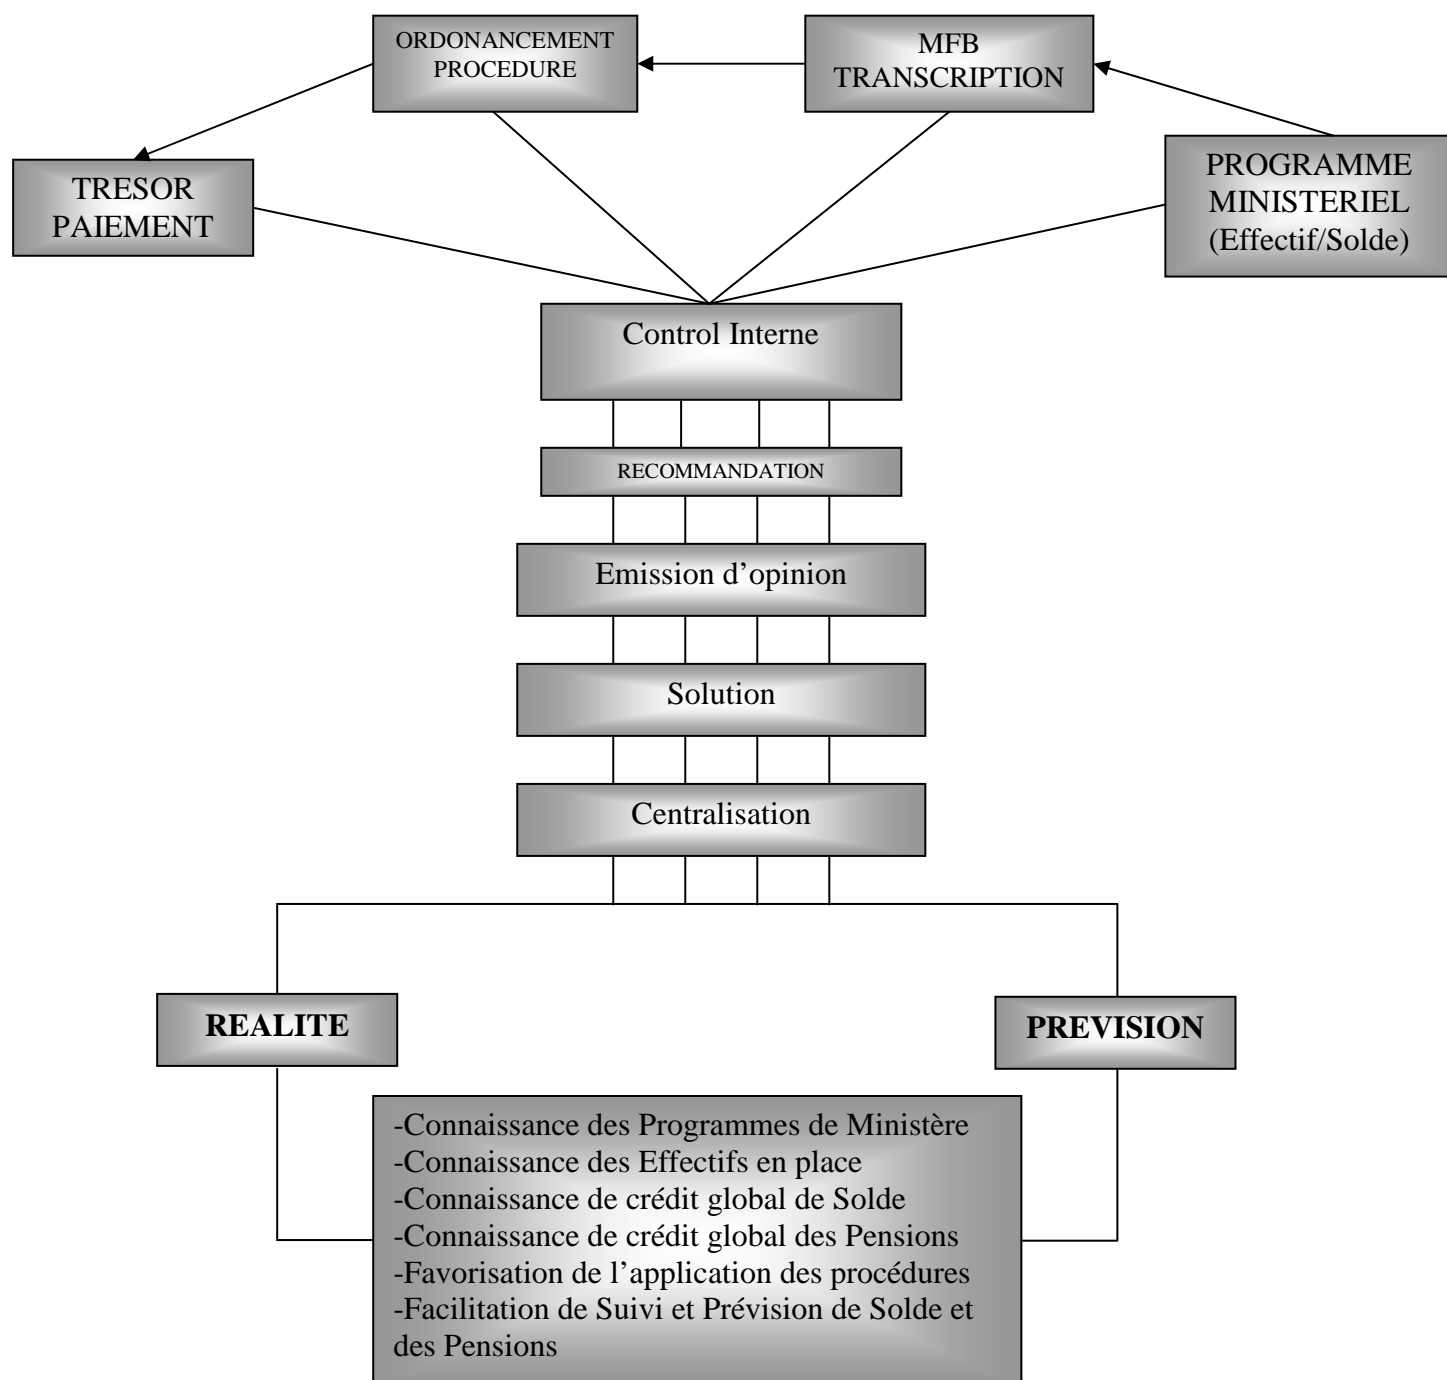 ORDONANCEMENT
PROCEDURE
MFB
TRANSCRIPTION
TRESOR
PAIEMENT
PROGRAMME
MINISTERIEL
(Effectif/Solde)
Control Interne
RECOMMANDATION
Emission d’opinion
Solution
Centralisation
REALITE
PREVISION
-Connaissance des Programmes de Ministère
-Connaissance des Effectifs en place
-Connaissance de crédit global de Solde
-Connaissance de crédit global des Pensions
-Favorisation de l’application des procédures
-Facilitation de Suivi et Prévision de Solde et
des Pensions